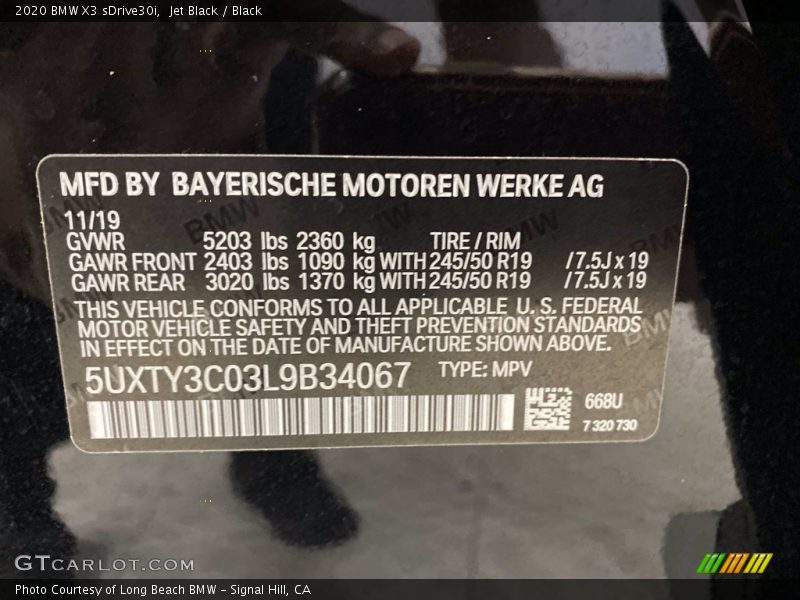 2020 BMW X3 sDrive30i, Jet Black / Black
MFD BY BAYERISCHE MOTOREN WERKE AG
11/19
GVWR 5203 lbs 2360 kg TIRE / RIM
GAWR FRONT 2403 lbs 1090 kg WITH 245/50 R19 /7.5J x 19
GAWR REAR 3020 lbs 1370 kg WITH 245/50 R19 /7.5J x 19
THIS VEHICLE CONFORMS TO ALL APPLICABLE U. S. FEDERAL
MOTOR VEHICLE SAFETY AND THEFT PREVENTION STANDARDS
IN EFFECT ON THE DATE OF MANUFACTURE SHOWN ABOVE.
5UXTY3C03L9B34067 TYPE: MPV
668U
7 320 730
GTCARLOT.COM
Photo Courtesy of Long Beach BMW - Signal Hill, CA